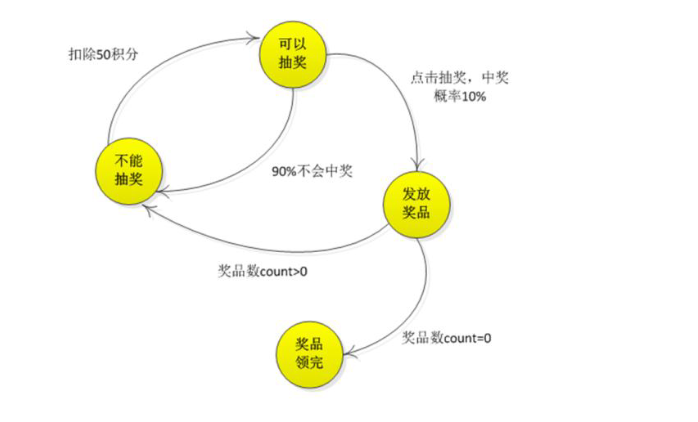 可以
抽奖
扣除50积分
点击抽奖，中奖
概率10%
不能
抽奖
90%不会中奖
发放
奖品
奖品数count>0
奖品数count=0
奖品
领完